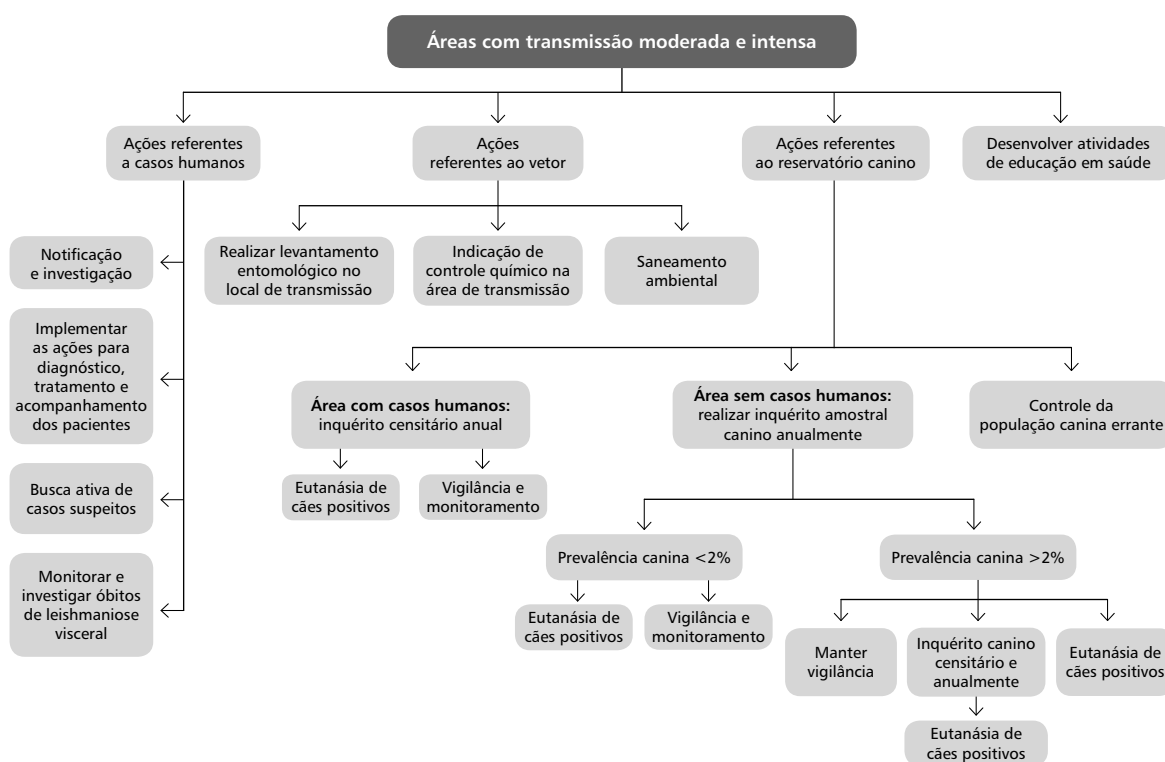 Áreas com transmissão moderada e intensa
Ações referentes
a casos humanos
Ações
referentes ao vetor
Ações referentes
ao reservatório canino
Desenvolver atividades
de educação em saúde
Notificação
e investigação
Implementar
as ações para
diagnóstico,
tratamento e
acompanhamento
dos pacientes
Busca ativa de
casos suspeitos
Monitorar e
investigar óbitos
de leishmaniose
visceral
Realizar levantamento
entomológico no
local de transmissão
Indicação de
controle químico na
área de transmissão
Saneamento
ambiental
Área com casos humanos:
inquérito censitário anual
Área sem casos humanos:
realizar inquérito amostral
canino anualmente
Controle da
população canina errante
Eutanásia de
cães positivos
Vigilância e
monitoramento
Prevalência canina <2%
Prevalência canina >2%
Eutanásia de
cães positivos
Vigilância e
monitoramento
Manter
vigilância
Inquérito canino
censitário e
anualmente
Eutanásia de
cães positivos
Eutanásia de
cães positivos